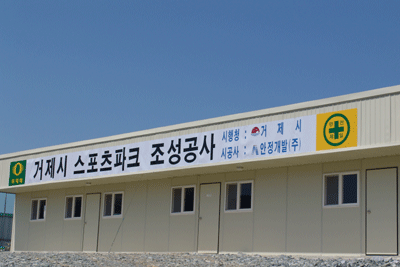 거제시 스포츠파크 조성공사
시행청 : 거제시
시공사 : 안정개발(주)